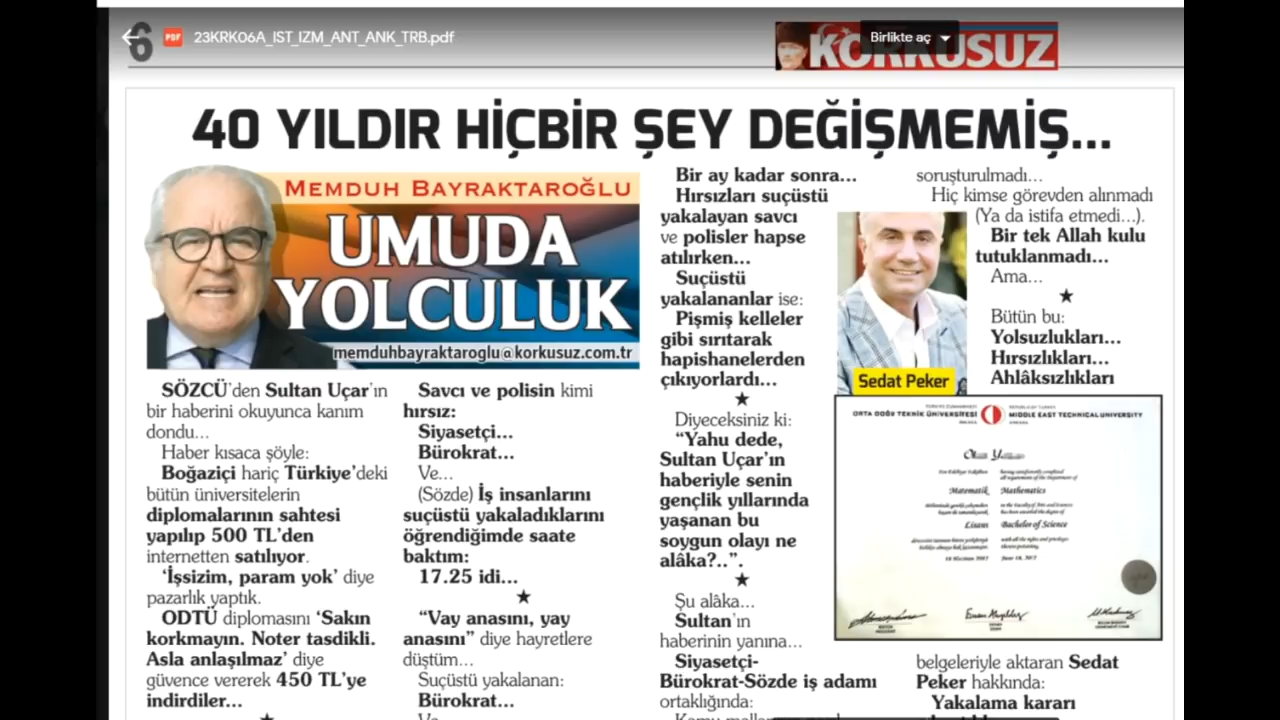 6
PDF
23KRK06A_IST_IZM_ANT_ANK_TRB.pdf
Birlikte aç
KORKUSUZ
40 YILDIR HİÇBİR ŞEY DEĞİŞMEMİŞ...
MEMDUH BAYRAKTAROĞLU
UMUDA
YOLCULUK
memduhbayraktaroglu@korkusuz.com.tr
SÖZCÜ'den Sultan Uçar'ın
bir haberini okuyunca kanım
dondu...
Haber kısaca şöyle:
Boğaziçi hariç Türkiye'deki
bütün üniversitelerin
diplomalarının sahtesi
yapılıp 500 TL'den
internetten satılıyor.
'İşsizim, param yok' diye
pazarlık yaptık.
ODTÜ diplomasını 'Sakın
korkmayın. Noter tasdikli.
Asla anlaşılmaz' diye
güvence vererek 450 TL'ye
indirdiler...
★
Savcı ve polisin kimi
hırsız:
Siyasetçi...
Bürokrat...
Ve...
(Sözde) İş insanlarını
suçüstü yakaladıklarını
öğrendiğimde saate
baktım:
17.25 idi...
★
"Vay anasını, yay
anasını" diye hayretlere
düştüm...
Suçüstü yakalanan:
Bürokrat...
Ve
Bir ay kadar sonra...
Hırsızları suçüstü
yakalayan savcı
ve polisler hapse
atılırken...
Suçüstü
yakalananlar ise:
Pişmiş kelleler
gibi sırıtarak
hapishanelerden
çıkıyorlardı...
★
Diyeceksiniz ki:
"Yahu dede,
Sultan Uçar'ın
haberiyle senin
gençlik yıllarında
yaşanan bu
soygun olayı ne
alâka?..".
★
Şu alâka...
Sultan'ın
haberinin yanına...
Siyasetçi-
Bürokrat-Sözde iş adamı
ortaklığında:
soruşturulmadı...
Hiç kimse görevden alınmadı
(Ya da istifa etmedi...).
Bir tek Allah kulu
tutuklanmadı...
Ama...
★
Bütün bu:
Yolsuzlukları...
Hırsızlıkları...
Ahlâksızlıkları
Sedat Peker
ORTA DOĞU TEKNİK ÜNİVERSİTESİ
MIDDLE EAST TECHNICAL UNIVERSITY
Matematik
Mathematics
Lisans
Bachelor of Science
belgeleriyle aktaran Sedat
Peker hakkında:
Yakalama kararı